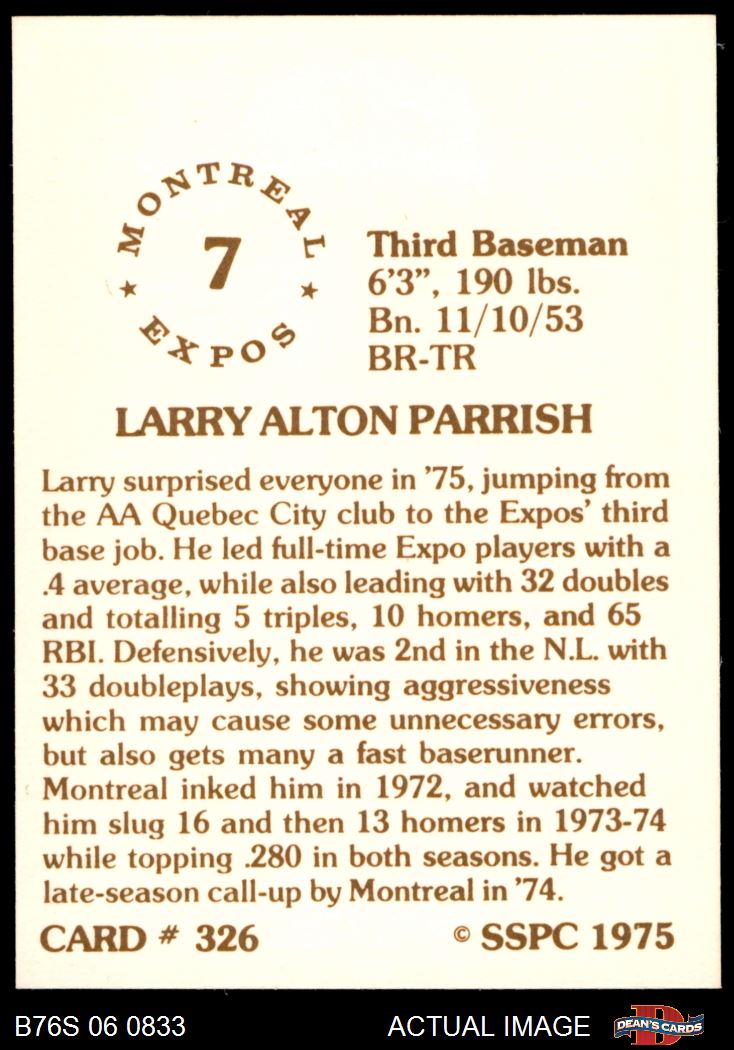 MONTREAL
7
EXPOS
Third Baseman
6'3", 190 lbs.
Bn. 11/10/53
BR-TR
LARRY ALTON PARRISH
Larry surprised everyone in '75, jumping from
the AA Quebec City club to the Expos' third
base job. He led full-time Expo players with a
.4 average, while also leading with 32 doubles
and totalling 5 triples, 10 homers, and 65
RBI. Defensively, he was 2nd in the N.L. with
33 doubleplays, showing aggressiveness
which may cause some unnecessary errors,
but also gets many a fast baserunner.
Montreal inked him in 1972, and watched
him slug 16 and then 13 homers in 1973-74
while topping .280 in both seasons. He got a
late-season call-up by Montreal in '74.
CARD # 326 © SSPC 1975
B76S 06 0833 ACTUAL IMAGE D DEAN'S CARDS